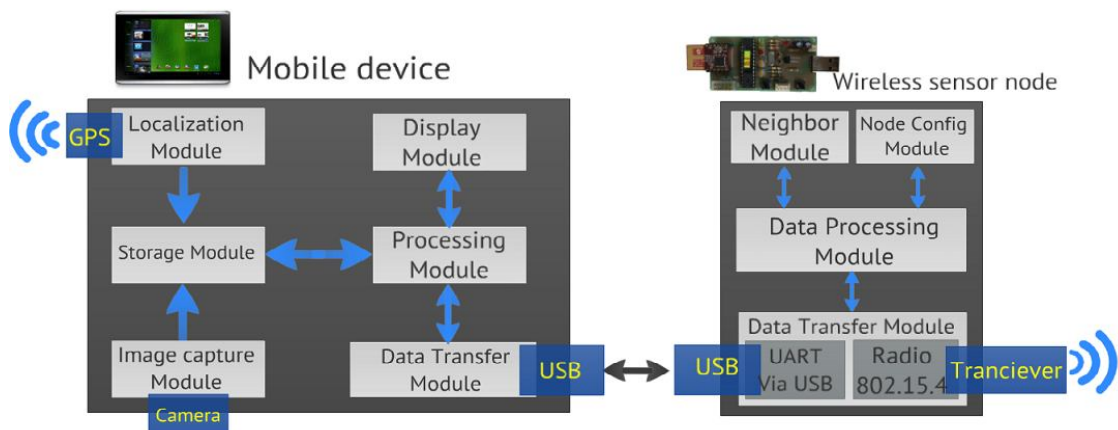 Mobile device
Wireless sensor node
GPS
Localization
Module
Display
Module
Storage Module
Processing
Module
Image capture
Module
Camera
Data Transfer
Module
USB
Neighbor
Module
Node Config
Module
Data Processing
Module
Data Transfer Module
USB
UART
Via USB
Radio
802.15.4
Tranciever